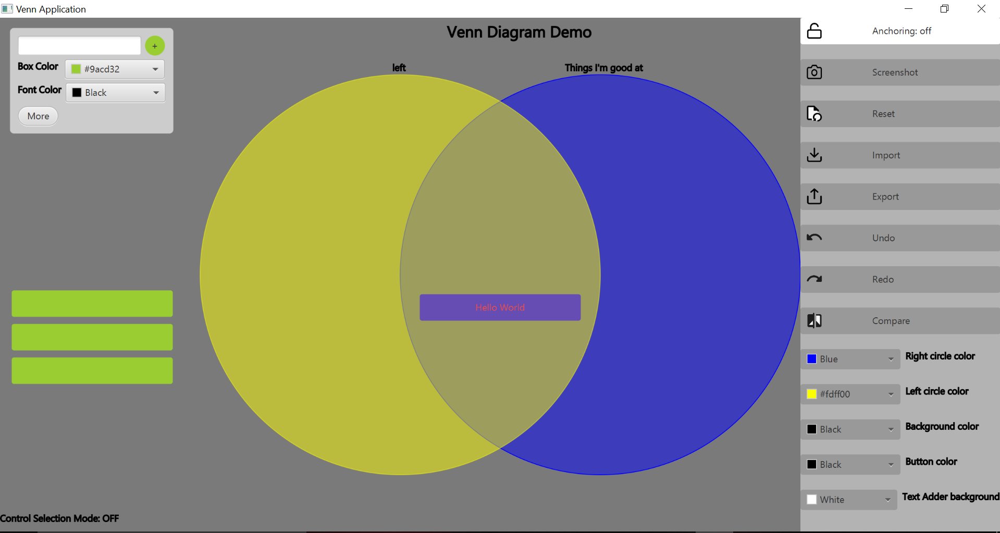 Venn Application
Venn Diagram Demo
+
Box Color
#9acd32
Font Color
Black
More
left
Things I'm good at
Hello World
Control Selection Mode: OFF
Anchoring: off
Screenshot
Reset
Import
Export
Undo
Redo
Compare
Blue
Right circle color
#fdff00
Left circle color
Black
Background color
Black
Button color
White
Text Adder background